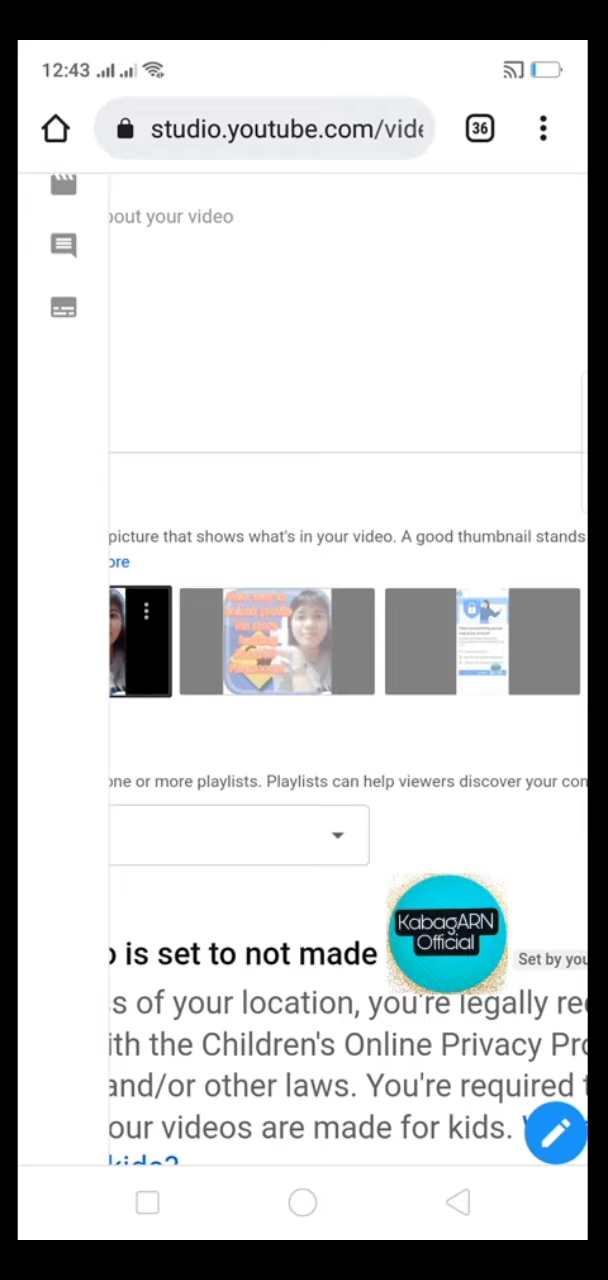 12:43
studio.youtube.com/vide
36
bout your video
picture that shows what's in your video. A good thumbnail stands
ore
one or more playlists. Playlists can help viewers discover your con
KabagARN
Official
o is set to not made
Set by you
s of your location, you're legally re
ith the Children's Online Privacy Pro
and/or other laws. You're required t
our videos are made for kids.
kids?